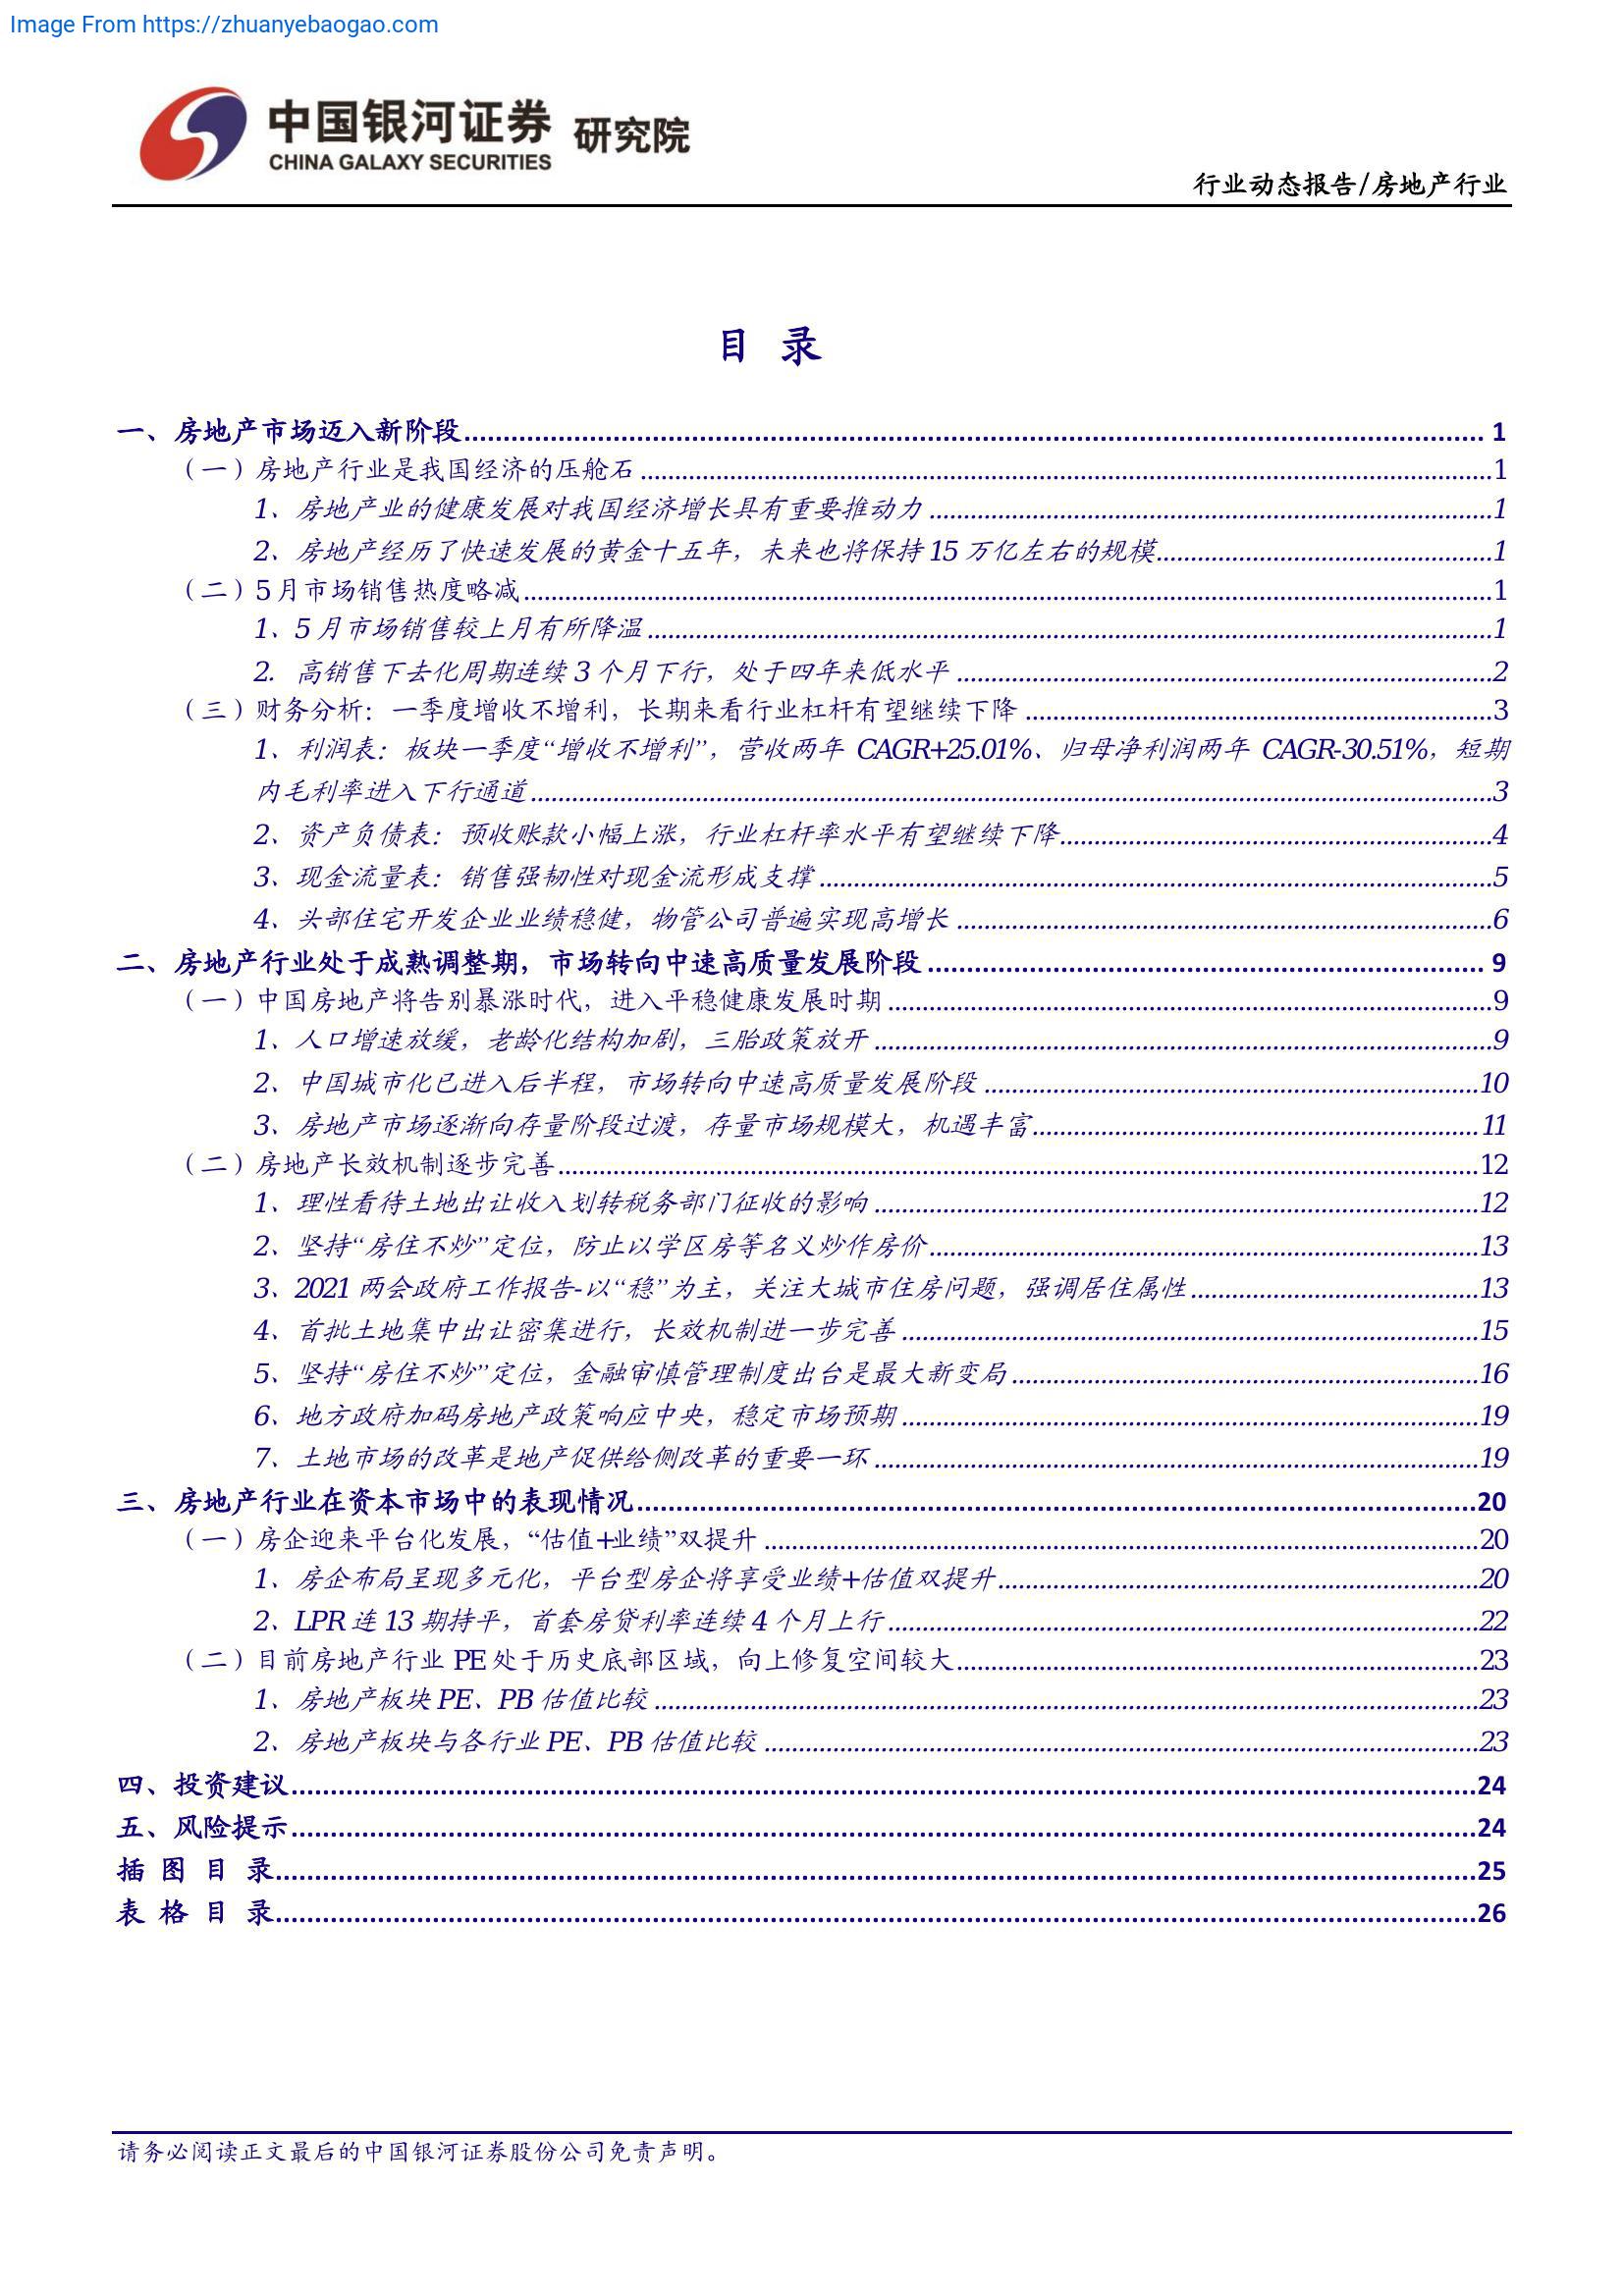 Image From https://zhuanyebaogao.com
中国银河证券 研究院
CHINA GALAXY SECURITIES
行业动态报告/房地产行业
目 录
一、房地产市场迈入新阶段 1
（一）房地产行业是我国经济的压舱石 1
1、房地产业的健康发展对我国经济增长具有重要推动力 1
2、房地产经历了快速发展的黄金十五年，未来也将保持 15 万亿左右的规模 1
（二）5 月市场销售热度略减 1
1、5 月市场销售较上月有所降温 1
2. 高销售下去化周期连续 3 个月下行，处于四年来低水平 2
（三）财务分析：一季度增收不增利，长期来看行业杠杆有望继续下降 3
1、利润表：板块一季度“增收不增利”，营收两年 CAGR+25.01%、归母净利润两年 CAGR-30.51%，短期
内毛利率进入下行通道 3
2、资产负债表：预收账款小幅上涨，行业杠杆率水平有望继续下降 4
3、现金流量表：销售强韧性对现金流形成支撑 5
4、头部住宅开发企业业绩稳健，物管公司普遍实现高增长 6
二、房地产行业处于成熟调整期，市场转向中速高质量发展阶段 9
（一）中国房地产将告别暴涨时代，进入平稳健康发展时期 9
1、人口增速放缓，老龄化结构加剧，三胎政策放开 9
2、中国城市化已进入后半程，市场转向中速高质量发展阶段 10
3、房地产市场逐渐向存量阶段过渡，存量市场规模大，机遇丰富 11
（二）房地产长效机制逐步完善 12
1、理性看待土地出让收入划转税务部门征收的影响 12
2、坚持“房住不炒”定位，防止以学区房等名义炒作房价 13
3、2021 两会政府工作报告-以“稳”为主，关注大城市住房问题，强调居住属性 13
4、首批土地集中出让密集进行，长效机制进一步完善 15
5、坚持“房住不炒”定位，金融审慎管理制度出台是最大新变局 16
6、地方政府加码房地产政策响应中央，稳定市场预期 19
7、土地市场的改革是地产促供给侧改革的重要一环 19
三、房地产行业在资本市场中的表现情况 20
（一）房企迎来平台化发展，“估值+业绩”双提升 20
1、房企布局呈现多元化，平台型房企将享受业绩+估值双提升 20
2、LPR 连 13 期持平，首套房贷利率连续 4 个月上行 22
（二）目前房地产行业 PE 处于历史底部区域，向上修复空间较大 23
1、房地产板块 PE、PB 估值比较 23
2、房地产板块与各行业 PE、PB 估值比较 23
四、投资建议 24
五、风险提示 24
插 图 目 录 25
表 格 目 录 26
请务必阅读正文最后的中国银河证券股份公司免责声明。